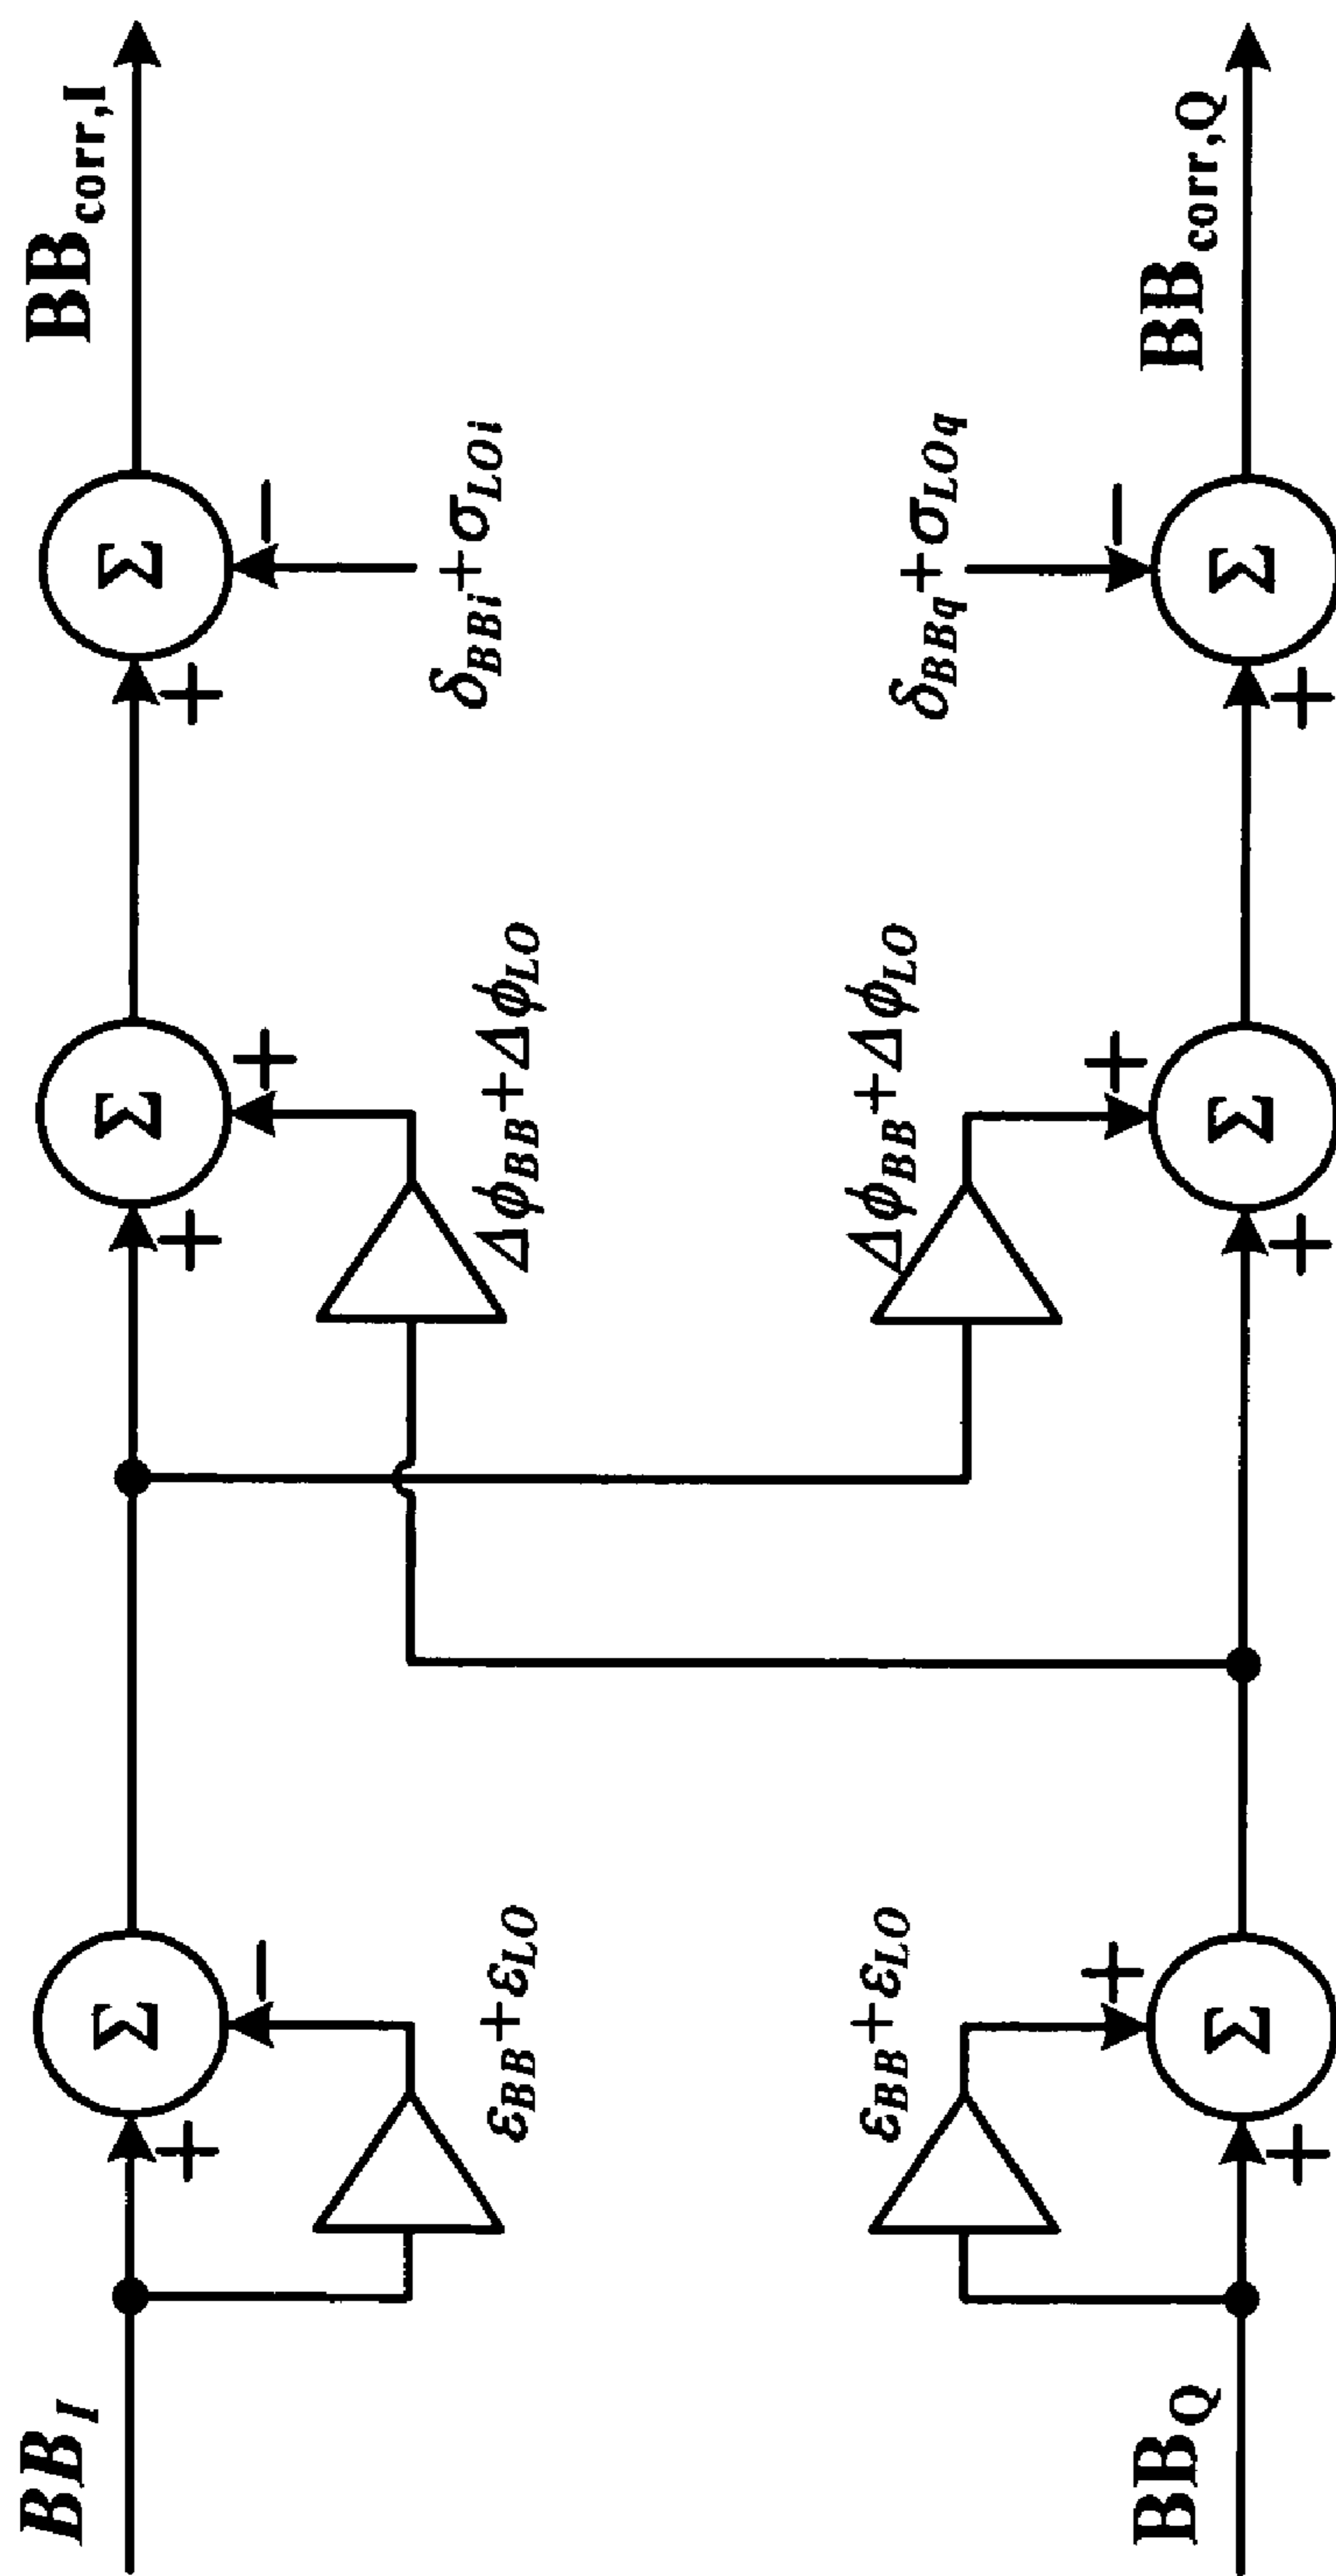 BB_I
ε_BB+ε_LO
+
−
Σ
+
Δϕ_BB+Δϕ_LO
+
Σ
+
−
Σ
δ_BBi+σ_LOi
BB_corr,I
BB_Q
ε_BB+ε_LO
+
+
Σ
Δϕ_BB+Δϕ_LO
+
+
Σ
δ_BBq+σ_LOq
−
+
Σ
BB_corr,Q